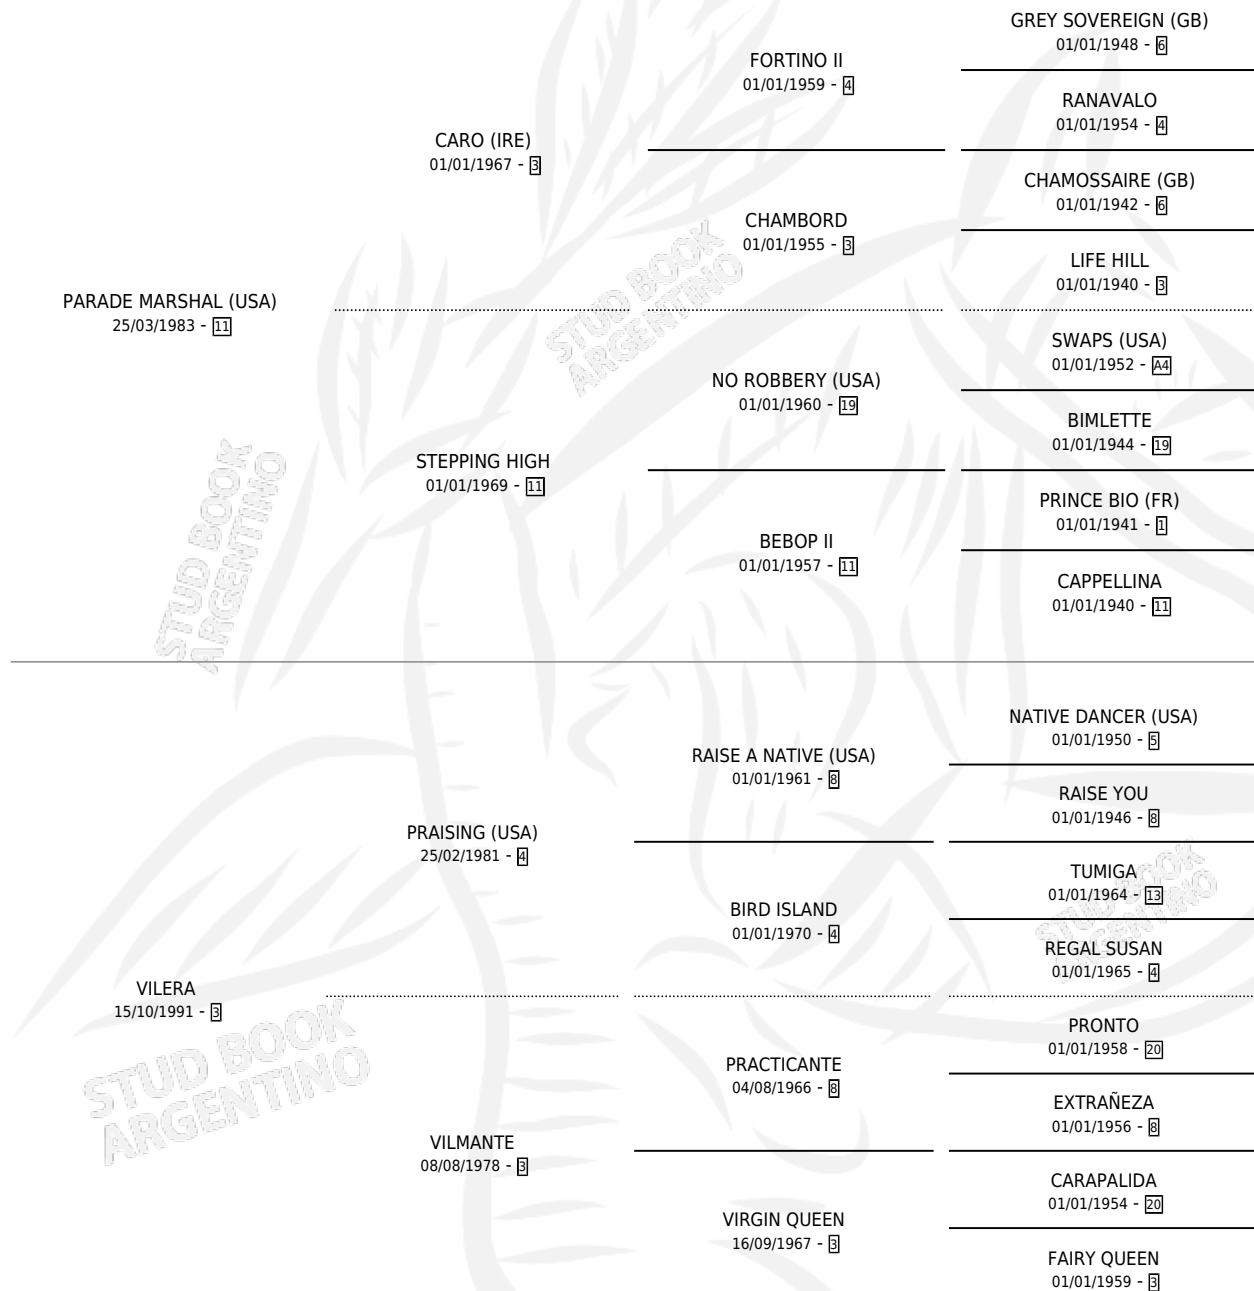 GREY SOVEREIGN (GB)
01/01/1948 - 6
FORTINO II
01/01/1959 - 4
RANAVALO
01/01/1954 - 4
CARO (IRE)
01/01/1967 - 3
CHAMOSSAIRE (GB)
01/01/1942 - 6
CHAMBORD
01/01/1955 - 3
LIFE HILL
01/01/1940 - 3
PARADE MARSHAL (USA)
25/03/1983 - 11
SWAPS (USA)
01/01/1952 - A4
NO ROBBERY (USA)
01/01/1960 - 19
BIMLETTE
01/01/1944 - 19
STEPPING HIGH
01/01/1969 - 11
PRINCE BIO (FR)
01/01/1941 - 1
BEBOP II
01/01/1957 - 11
CAPPELLINA
01/01/1940 - 11
NATIVE DANCER (USA)
01/01/1950 - 5
RAISE A NATIVE (USA)
01/01/1961 - 8
RAISE YOU
01/01/1946 - 8
PRAISING (USA)
25/02/1981 - 4
TUMIGA
01/01/1964 - 13
BIRD ISLAND
01/01/1970 - 4
REGAL SUSAN
01/01/1965 - 4
VILERA
15/10/1991 - 3
PRONTO
01/01/1958 - 20
PRACTICANTE
04/08/1966 - 8
EXTRAÑEZA
01/01/1956 - 8
VILMANTE
08/08/1978 - 3
CARAPALIDA
01/01/1954 - 20
VIRGIN QUEEN
16/09/1967 - 3
FAIRY QUEEN
01/01/1959 - 3
STUD BOOK
ARGENTINO
STUD BOOK
ARGENTINO
STUD BOOK
ARGENTINO
STUD BOOK
ARGENTINO